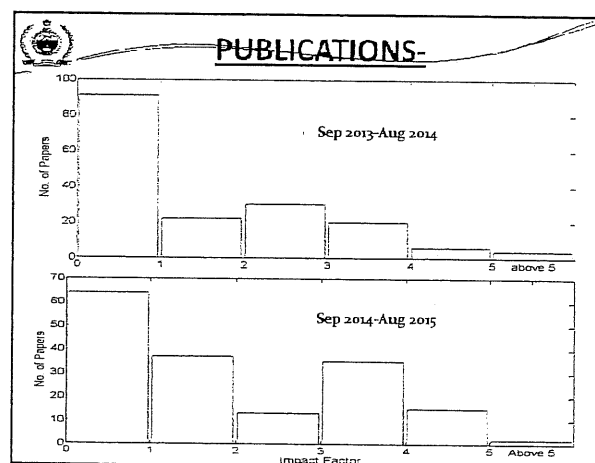 PUBLICATIONS-
100
80
60
40
20
0
No. of Papers
Sep 2013-Aug 2014
0 1 2 3 4 5 above 5
70
60
50
40
30
20
10
0
No. of Papers
Sep 2014-Aug 2015
0 1 2 3 4 5 Above 5
Impact Factor